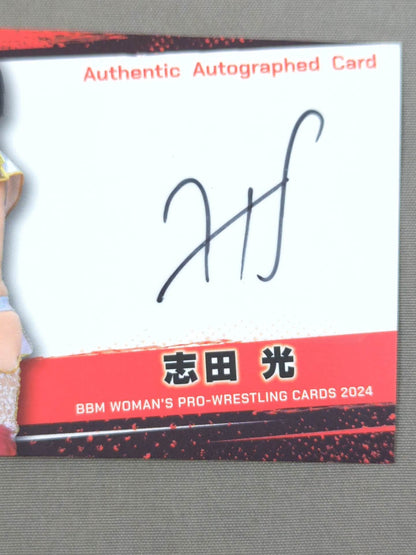 Authentic Autographed Card
志田 光
BBM WOMAN'S PRO-WRESTLING CARDS 2024